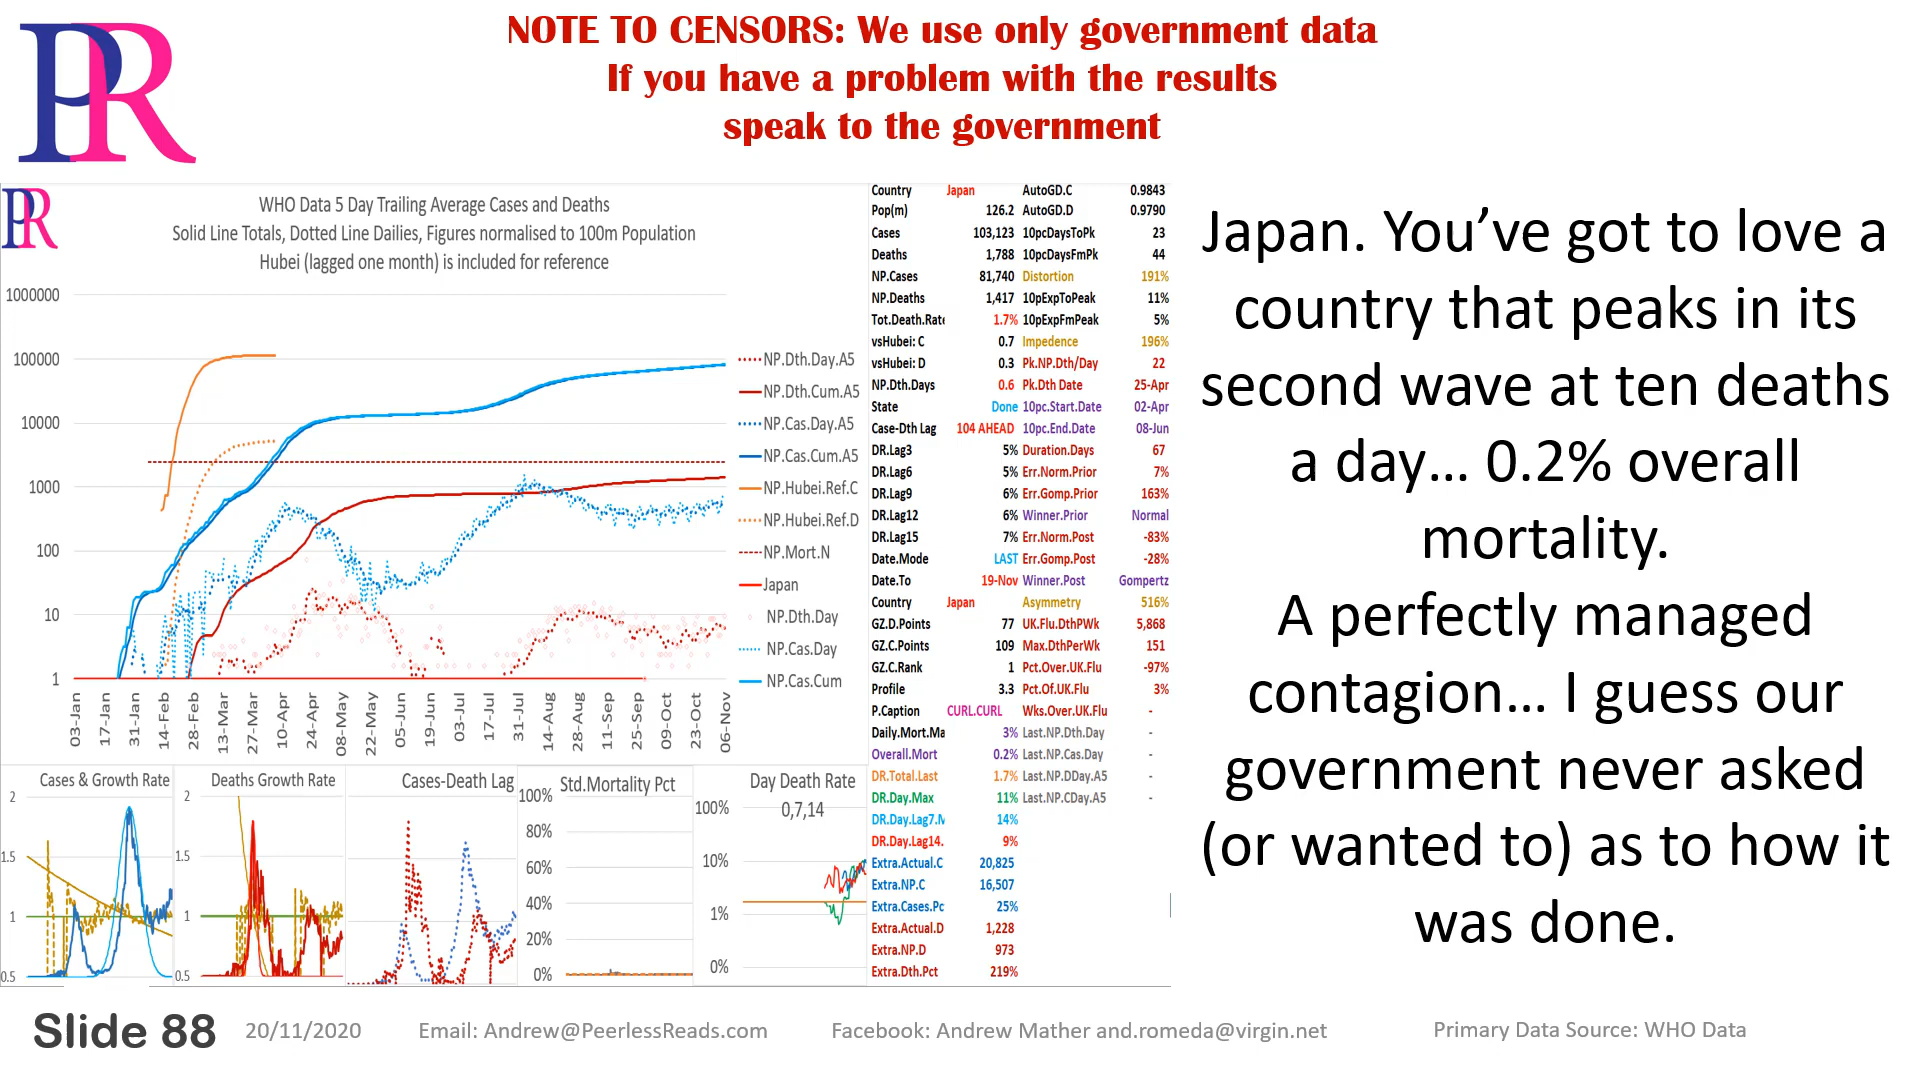 PR
NOTE TO CENSORS: We use only government data
If you have a problem with the results
speak to the government
PR
WHO Data 5 Day Trailing Average Cases and Deaths
Solid Line Totals, Dotted Line Dailies, Figures normalised to 100m Population
Hubei (lagged one month) is included for reference
1000000
100000
10000
1000
100
10
1
03-Jan
17-Jan
31-Jan
14-Feb
28-Feb
13-Mar
27-Mar
10-Apr
24-Apr
08-May
22-May
05-Jun
19-Jun
03-Jul
17-Jul
31-Jul
14-Aug
28-Aug
11-Sep
25-Sep
09-Oct
23-Oct
06-Nov
NP.Dth.Day.A5
NP.Dth.Cum.A5
NP.Cas.Day.A5
NP.Cas.Cum.A5
NP.Hubei.Ref.C
NP.Hubei.Ref.D
NP.Mort.N
Japan
NP.Dth.Day
NP.Cas.Day
NP.Cas.Cum
Country Japan AutoGD.C 0.9843
Pop(m) 126.2 AutoGD.D 0.9790
Cases 103,123 10pcDaysToPk 23
Deaths 1,788 10pcDaysFmPk 44
NP.Cases 81,740 Distortion 191%
NP.Deaths 1,417 10pExpToPeak 11%
Tot.Death.Rate 1.7% 10pExpFmPeak 5%
vsHubei: C 0.7 Impedence 196%
vsHubei: D 0.3 Pk.NP.Dth/Day 22
NP.Dth.Days 0.6 Pk.Dth Date 25-Apr
State Done 10pc.Start.Date 02-Apr
Case-Dth Lag 104 AHEAD 10pc.End.Date 08-Jun
DR.Lag3 5% Duration.Days 67
DR.Lag6 5% Err.Norm.Prior 7%
DR.Lag9 6% Err.Gomp.Prior 163%
DR.Lag12 6% Winner.Prior Normal
DR.Lag15 7% Err.Norm.Post -83%
Date.Mode LAST Err.Gomp.Post -28%
Date.To 19-Nov Winner.Post Gompertz
Country Japan Asymmetry 516%
GZ.D.Points 77 UK.Flu.DthPWk 5,868
GZ.C.Points 109 Max.DthPerWk 151
GZ.C.Rank 1 Pct.Over.UK.Flu -97%
Profile 3.3 Pct.Of.UK.Flu 3%
P.Caption CURL.CURL Wks.Over.UK.Flu -
Daily.Mort.Ma 3% Last.NP.Dth.Day -
Overall.Mort 0.2% Last.NP.Cas.Day -
DR.Total.Last 1.7% Last.NP.DDay.A5 -
DR.Day.Max 11% Last.NP.CDay.A5 -
DR.Day.Lag7.M 14%
DR.Day.Lag14. 9%
Extra.Actual.C 20,825
Extra.NP.C 16,507
Extra.Cases.Pc 25%
Extra.Actual.D 1,228
Extra.NP.D 973
Extra.Dth.Pct 219%
Japan. You’ve got to love a
country that peaks in its
second wave at ten deaths
a day… 0.2% overall
mortality.
A perfectly managed
contagion… I guess our
government never asked
(or wanted to) as to how it
was done.
Cases & Growth Rate
2
1.5
1
0.5
Deaths Growth Rate
2
1.5
1
0.5
Cases-Death Lag
Std.Mortality Pct
100%
80%
60%
40%
20%
0%
Day Death Rate
0,7,14
100%
10%
1%
0%
Slide 88
20/11/2020
Email: Andrew@PeerlessReads.com
Facebook: Andrew Mather and.romeda@virgin.net
Primary Data Source: WHO Data